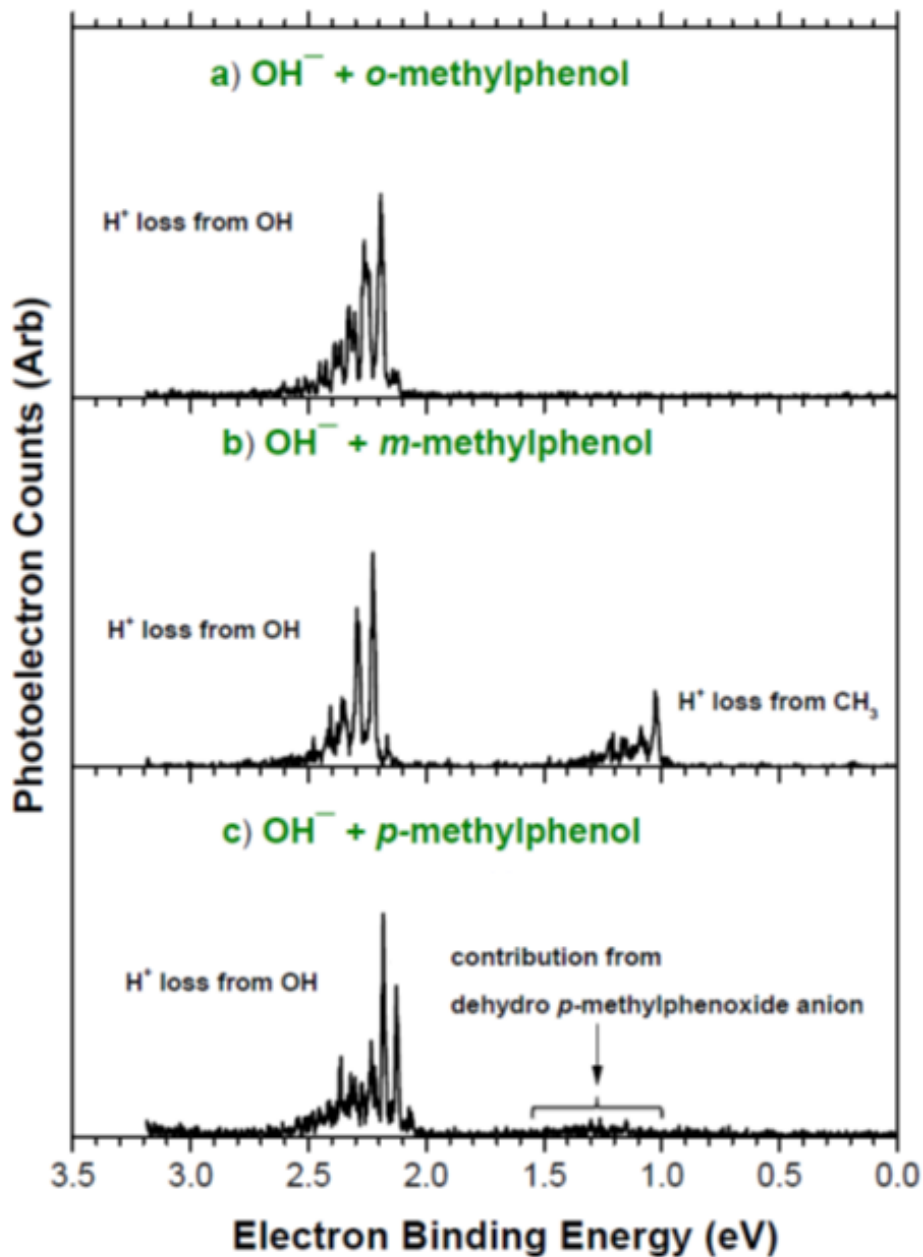 a) OH⁻ + o-methylphenol
H⁺ loss from OH
b) OH⁻ + m-methylphenol
H⁺ loss from OH
H⁺ loss from CH₃
c) OH⁻ + p-methylphenol
H⁺ loss from OH
contribution from
dehydro p-methylphenoxide anion
Photoelectron Counts (Arb)
3.5 3.0 2.5 2.0 1.5 1.0 0.5 0.0
Electron Binding Energy (eV)